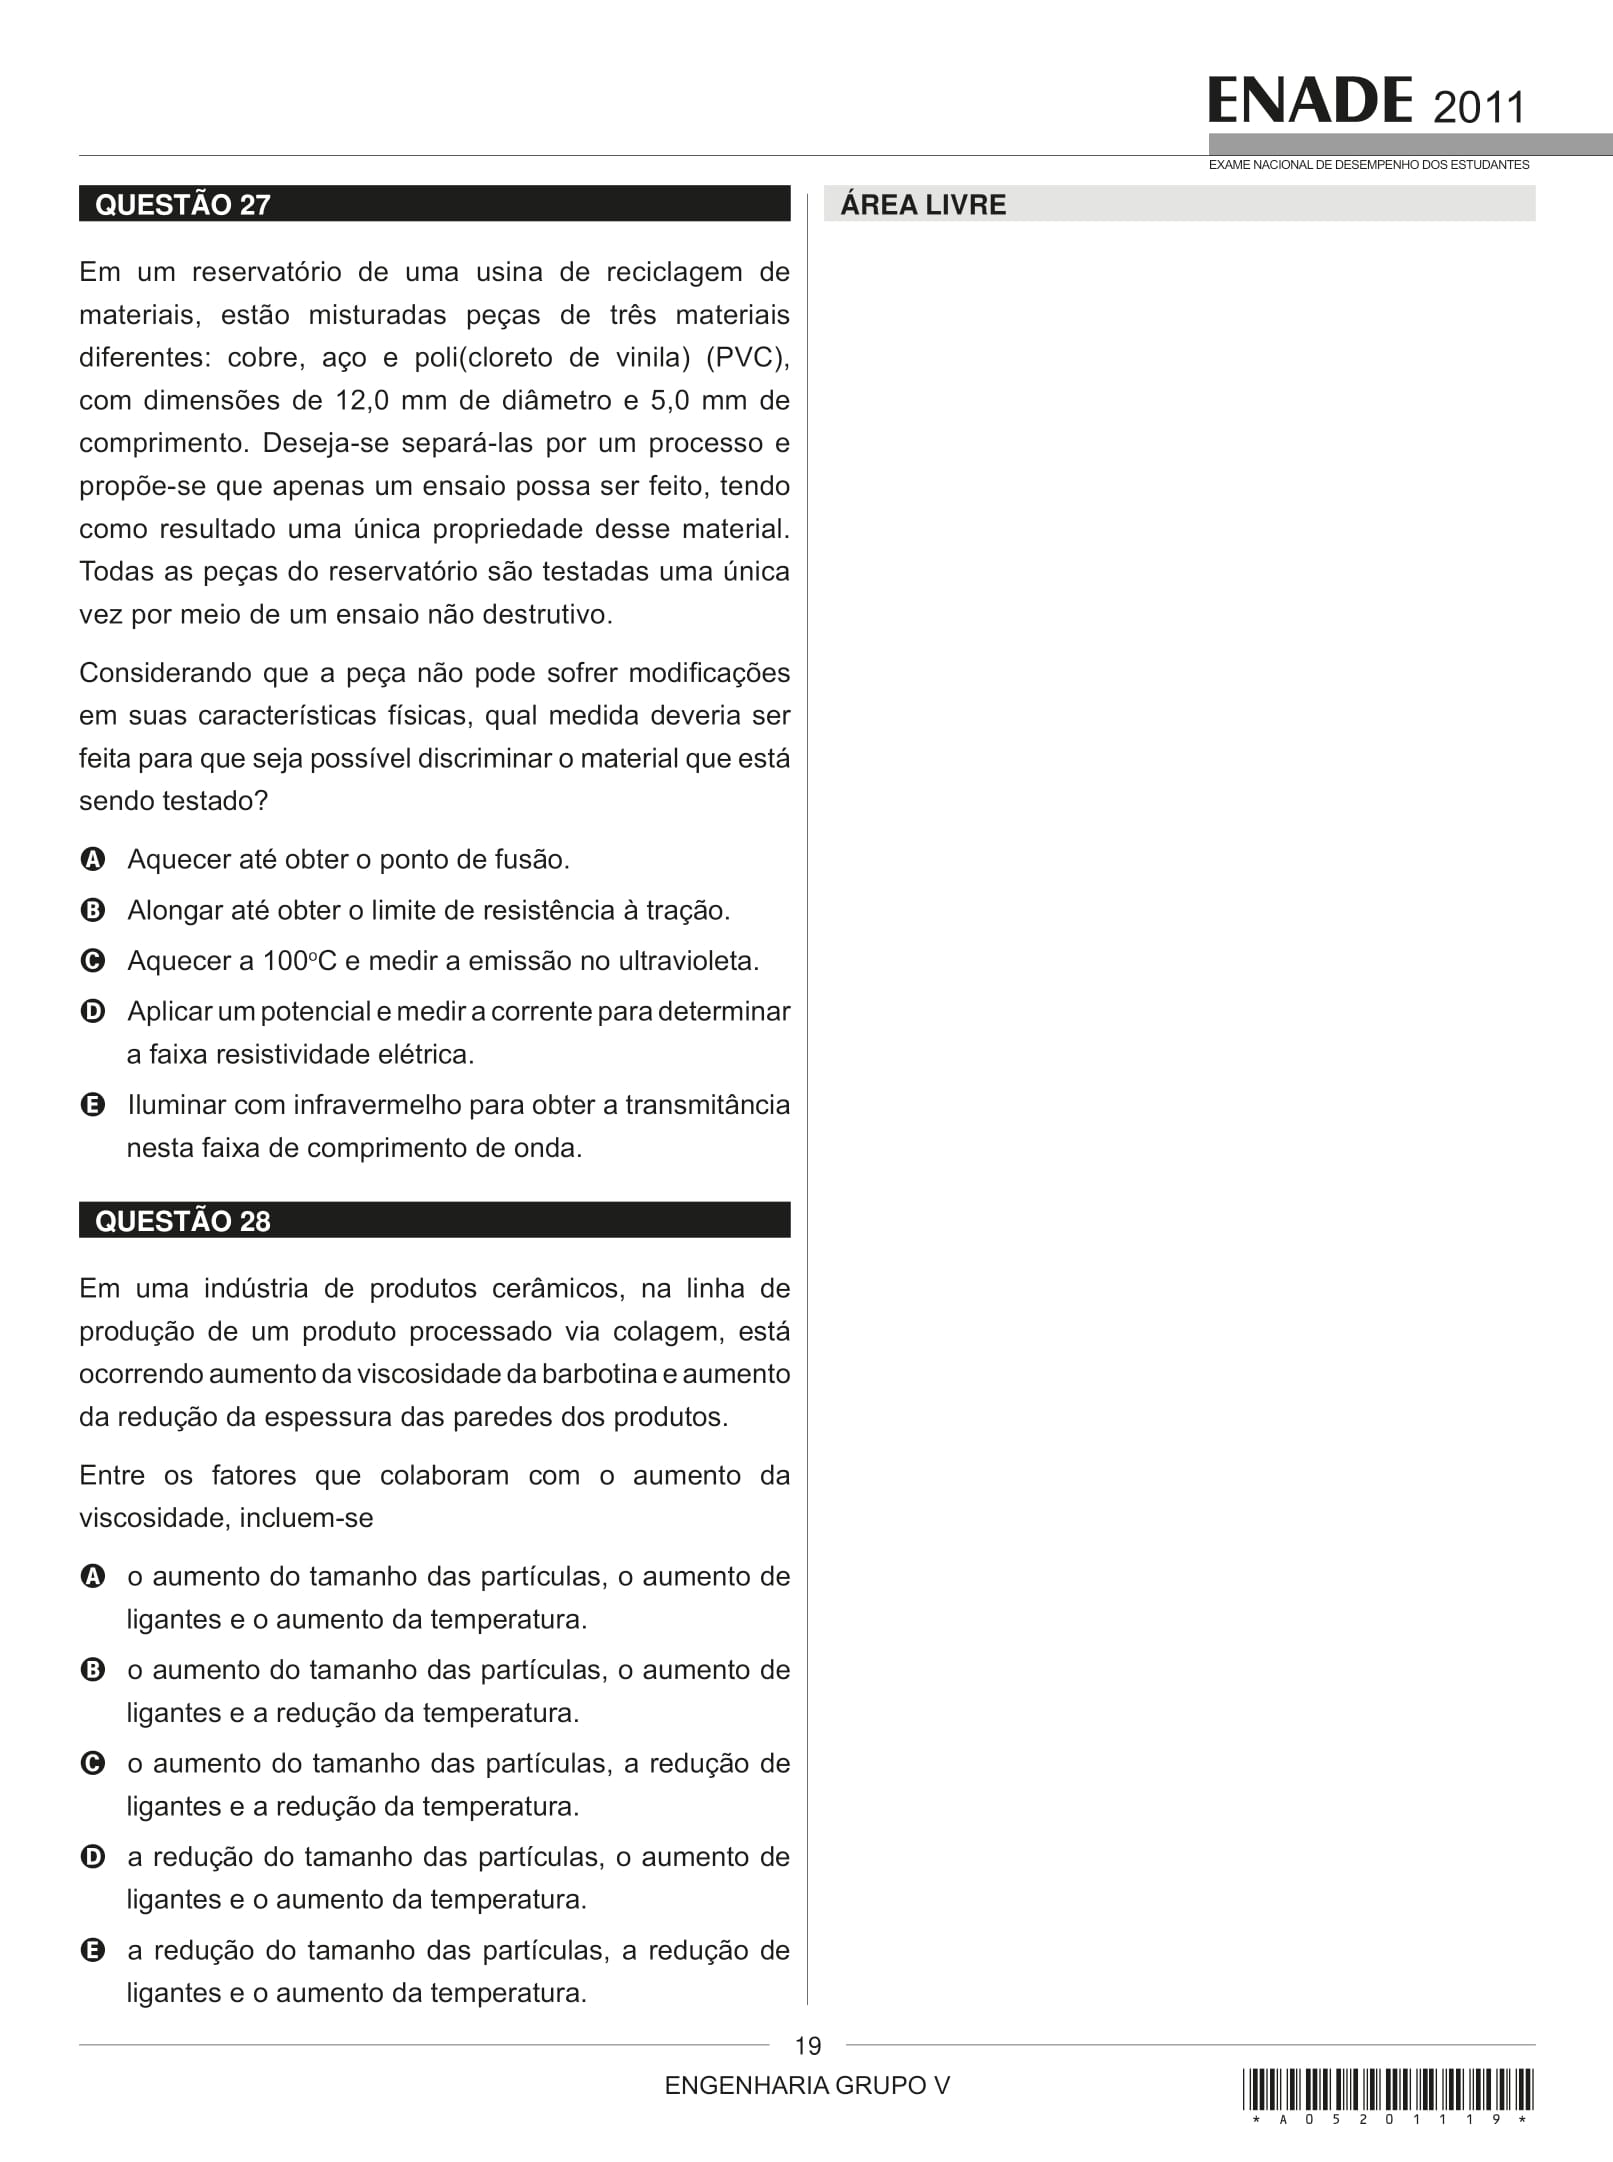 ENADE 2011
EXAME NACIONAL DE DESEMPENHO DOS ESTUDANTES
QUESTÃO 27
Em um reservatório de uma usina de reciclagem de
materiais, estão misturadas peças de três materiais
diferentes: cobre, aço e poli(cloreto de vinila) (PVC),
com dimensões de 12,0 mm de diâmetro e 5,0 mm de
comprimento. Deseja-se separá-las por um processo e
propõe-se que apenas um ensaio possa ser feito, tendo
como resultado uma única propriedade desse material.
Todas as peças do reservatório são testadas uma única
vez por meio de um ensaio não destrutivo.
Considerando que a peça não pode sofrer modificações
em suas características físicas, qual medida deveria ser
feita para que seja possível discriminar o material que está
sendo testado?
A Aquecer até obter o ponto de fusão.
B Alongar até obter o limite de resistência à tração.
C Aquecer a 100ºC e medir a emissão no ultravioleta.
D Aplicar um potencial e medir a corrente para determinar
a faixa resistividade elétrica.
E Iluminar com infravermelho para obter a transmitância
nesta faixa de comprimento de onda.
QUESTÃO 28
Em uma indústria de produtos cerâmicos, na linha de
produção de um produto processado via colagem, está
ocorrendo aumento da viscosidade da barbotina e aumento
da redução da espessura das paredes dos produtos.
Entre os fatores que colaboram com o aumento da
viscosidade, incluem-se
A o aumento do tamanho das partículas, o aumento de
ligantes e o aumento da temperatura.
B o aumento do tamanho das partículas, o aumento de
ligantes e a redução da temperatura.
C o aumento do tamanho das partículas, a redução de
ligantes e a redução da temperatura.
D a redução do tamanho das partículas, o aumento de
ligantes e o aumento da temperatura.
E a redução do tamanho das partículas, a redução de
ligantes e o aumento da temperatura.
ÁREA LIVRE
19
ENGENHARIA GRUPO V
* A 0 5 2 0 1 1 1 9 *